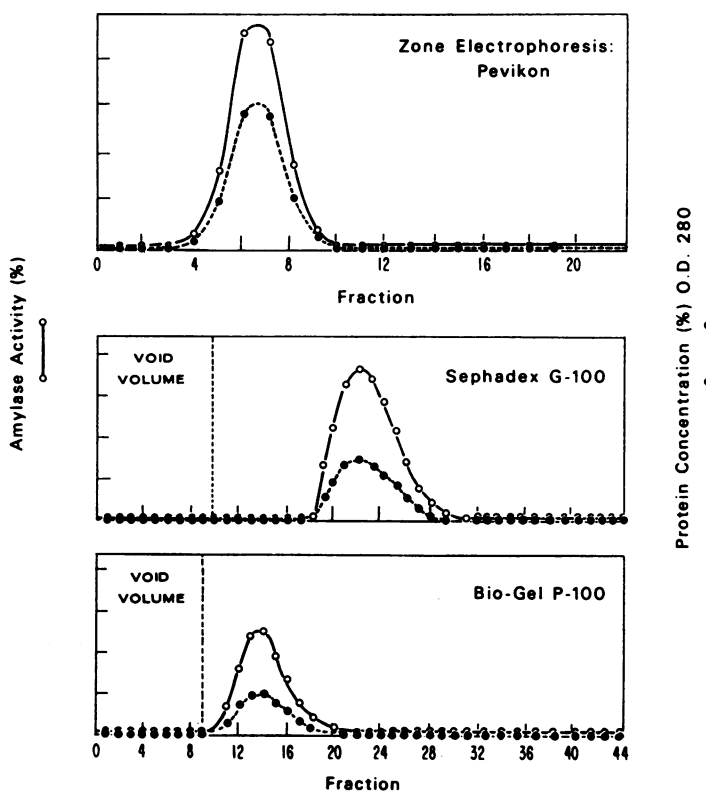 Zone Electrophoresis:
Pevikon
0 4 8 12 16 20
Fraction
Amylase Activity (%)
Protein Concentration (%) O.D. 280
VOID
VOLUME
Sephadex G-100
VOID
VOLUME
Bio-Gel P-100
0 4 8 12 16 20 24 28 32 36 40 44
Fraction